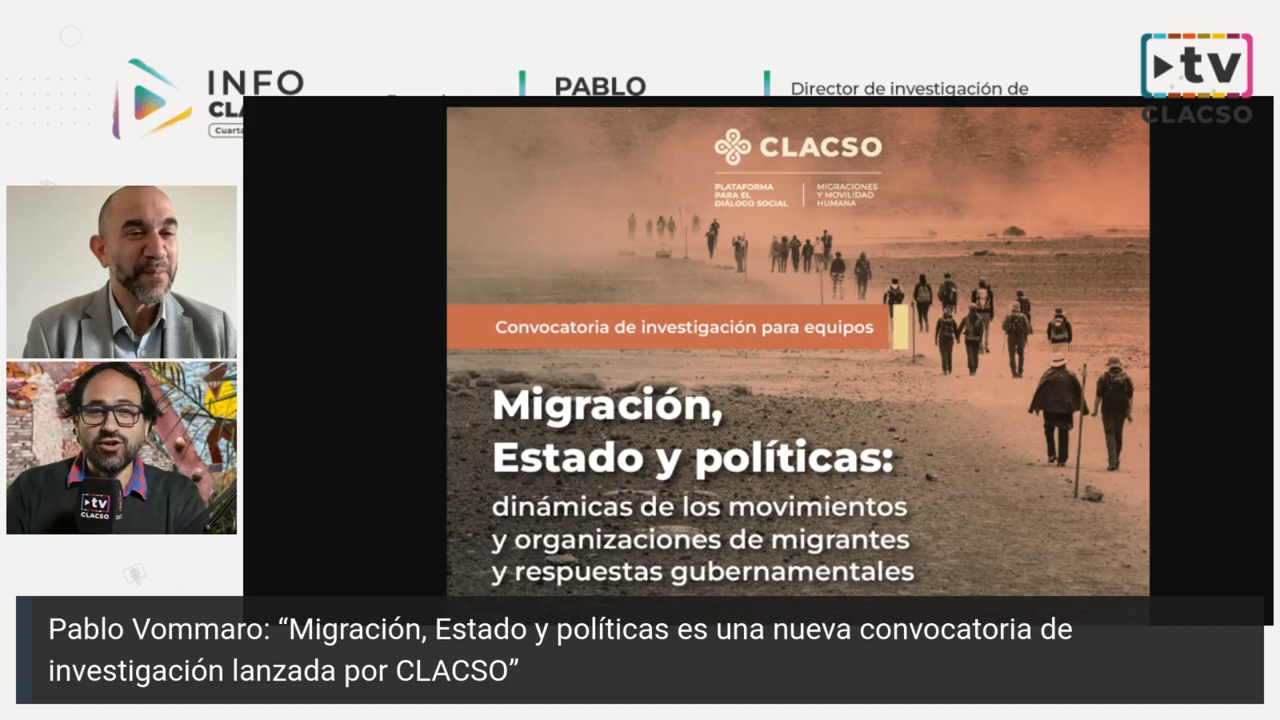 INFO
CLA
Cuarta
PABLO
Director de investigación de
tv
CLACSO
CLACSO
PLATAFORMA
PARA EL
DIÁLOGO SOCIAL
MIGRACIONES
Y MOVILIDAD
HUMANA
Convocatoria de investigación para equipos
Migración,
Estado y políticas:
dinámicas de los movimientos
y organizaciones de migrantes
y respuestas gubernamentales
tv
CLACSO
Pablo Vommaro: “Migración, Estado y políticas es una nueva convocatoria de
investigación lanzada por CLACSO”